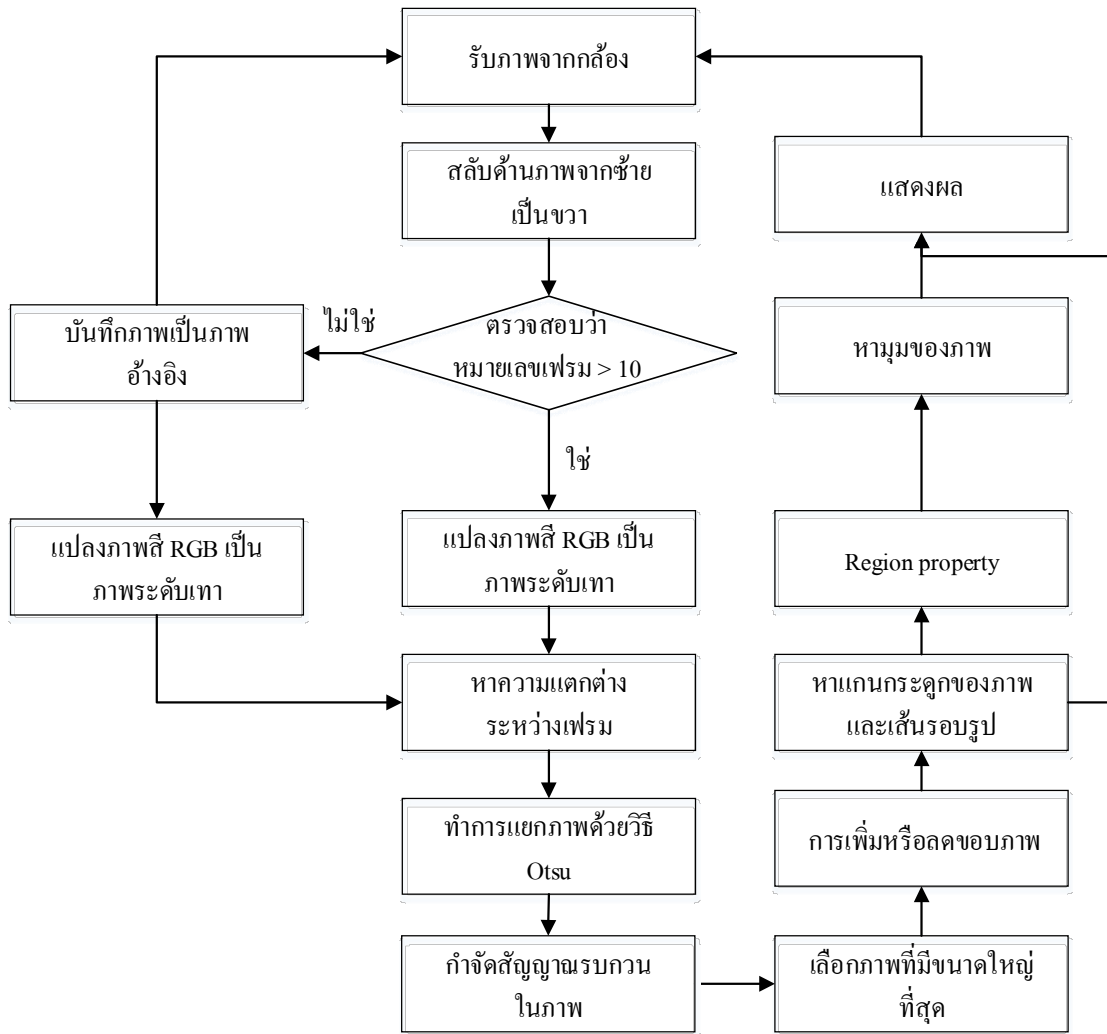 รับภาพจากกล้อง
สลับด้านภาพจากซ้าย
เป็นขวา
แสดงผล
ตรวจสอบว่า
หมายเลขเฟรม > 10
ไม่ใช่
บันทึกภาพเป็นภาพ
อ้างอิง
หามุมของภาพ
ใช่
แปลงภาพสี RGB เป็น
ภาพระดับเทา
แปลงภาพสี RGB เป็น
ภาพระดับเทา
Region property
หาความแตกต่าง
ระหว่างเฟรม
หาแกนกระดูกของภาพ
และเส้นรอบรูป
ทำการแยกภาพด้วยวิธี
Otsu
การเพิ่มหรือลดขอบภาพ
กำจัดสัญญาณรบกวน
ในภาพ
เลือกภาพที่มีขนาดใหญ่
ที่สุด